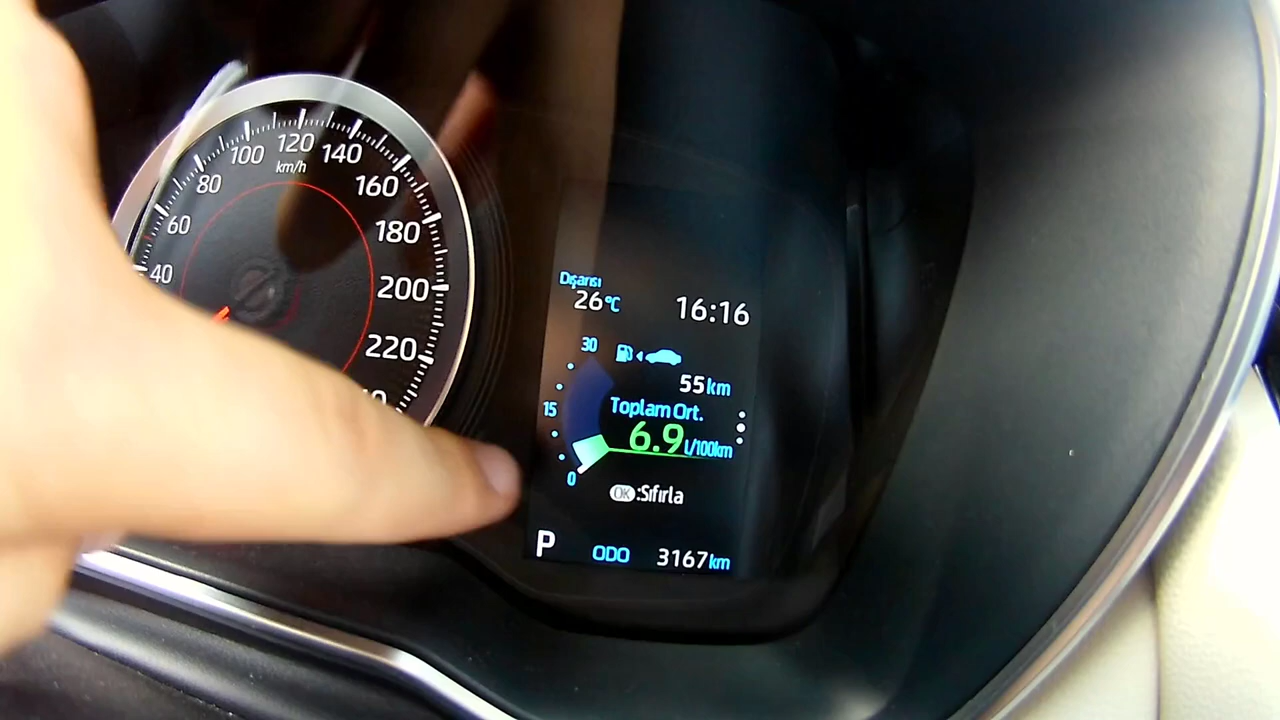 120
100
140
km/h
80
160
60
180
40
200
220
Dışarısı
26°C
16:16
30
55 km
15
Toplam Ort.
6.9 L/100km
0
OK :Sıfırla
P
ODO 3167 km